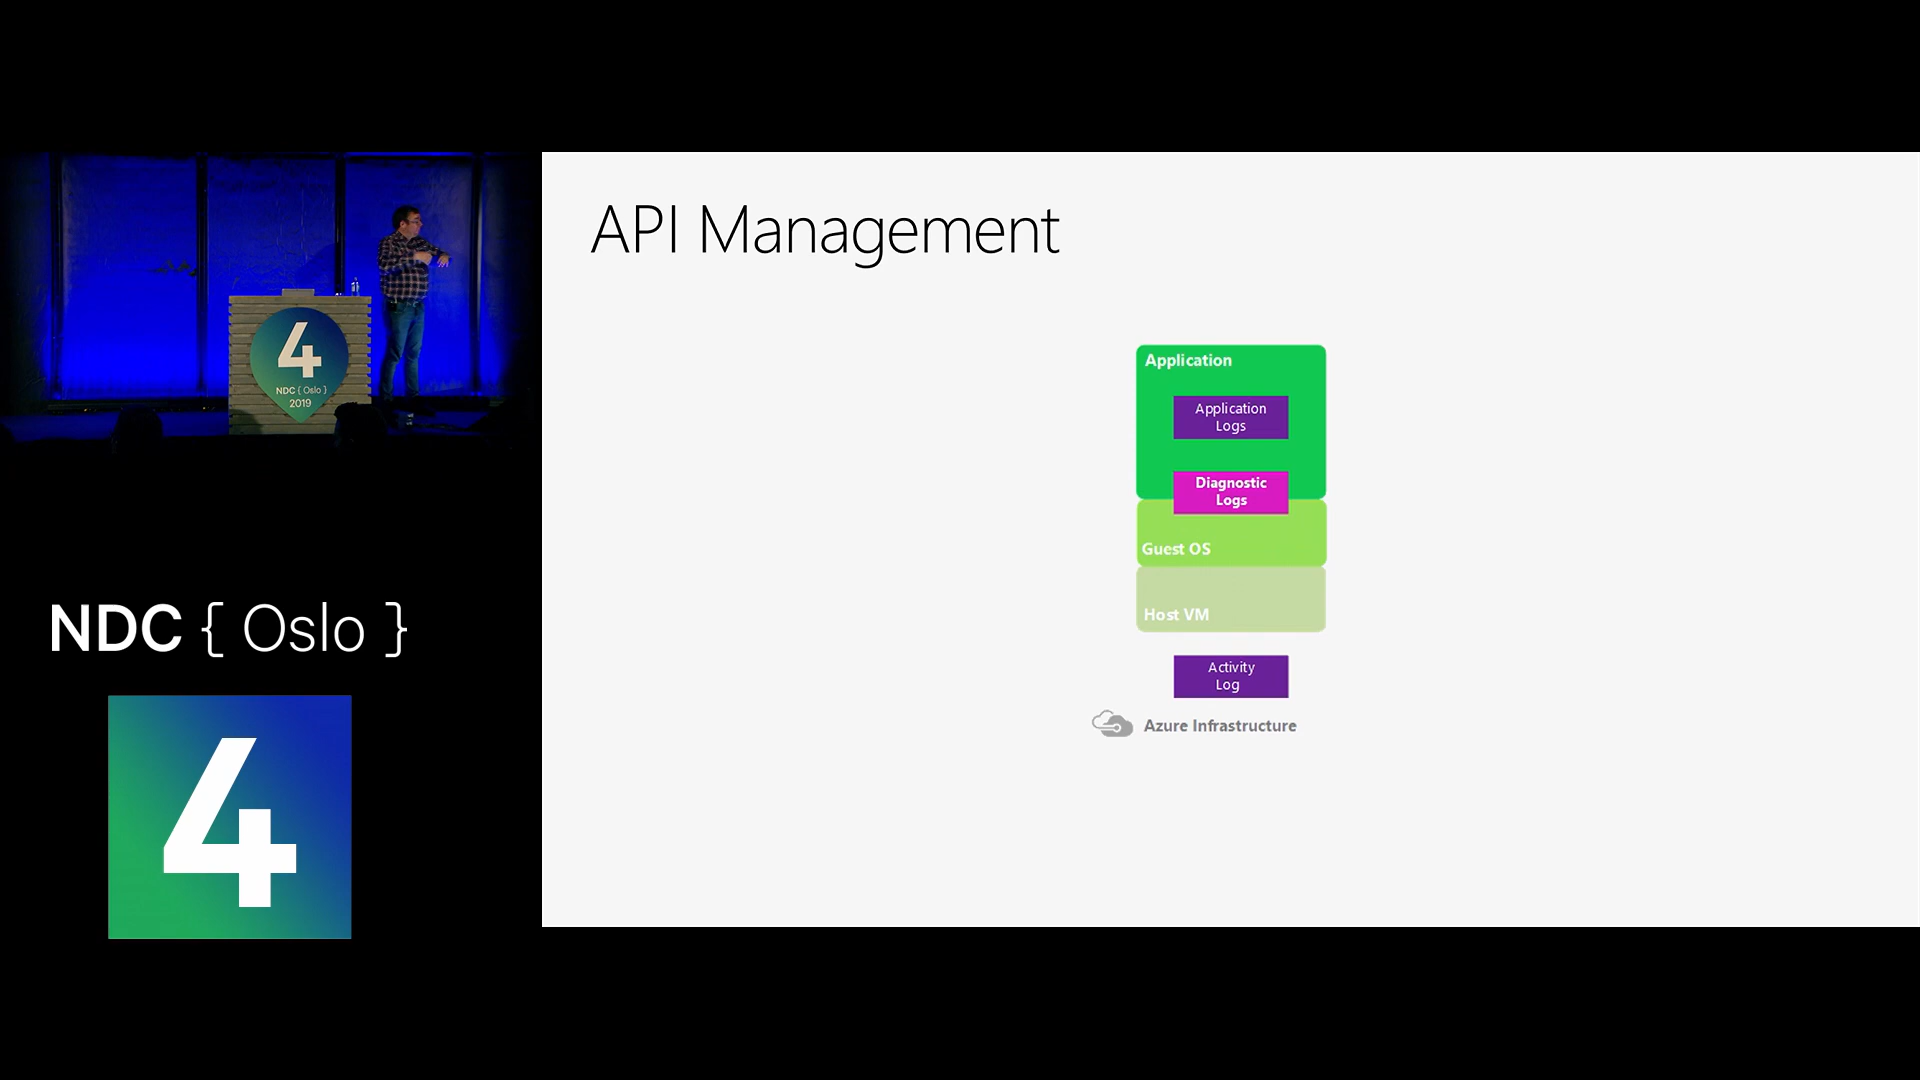 API Management
Application
Application
Logs
Diagnostic
Logs
Guest OS
Host VM
Activity
Log
Azure Infrastructure
4
NDC { Oslo }
2019
NDC { Oslo }
4